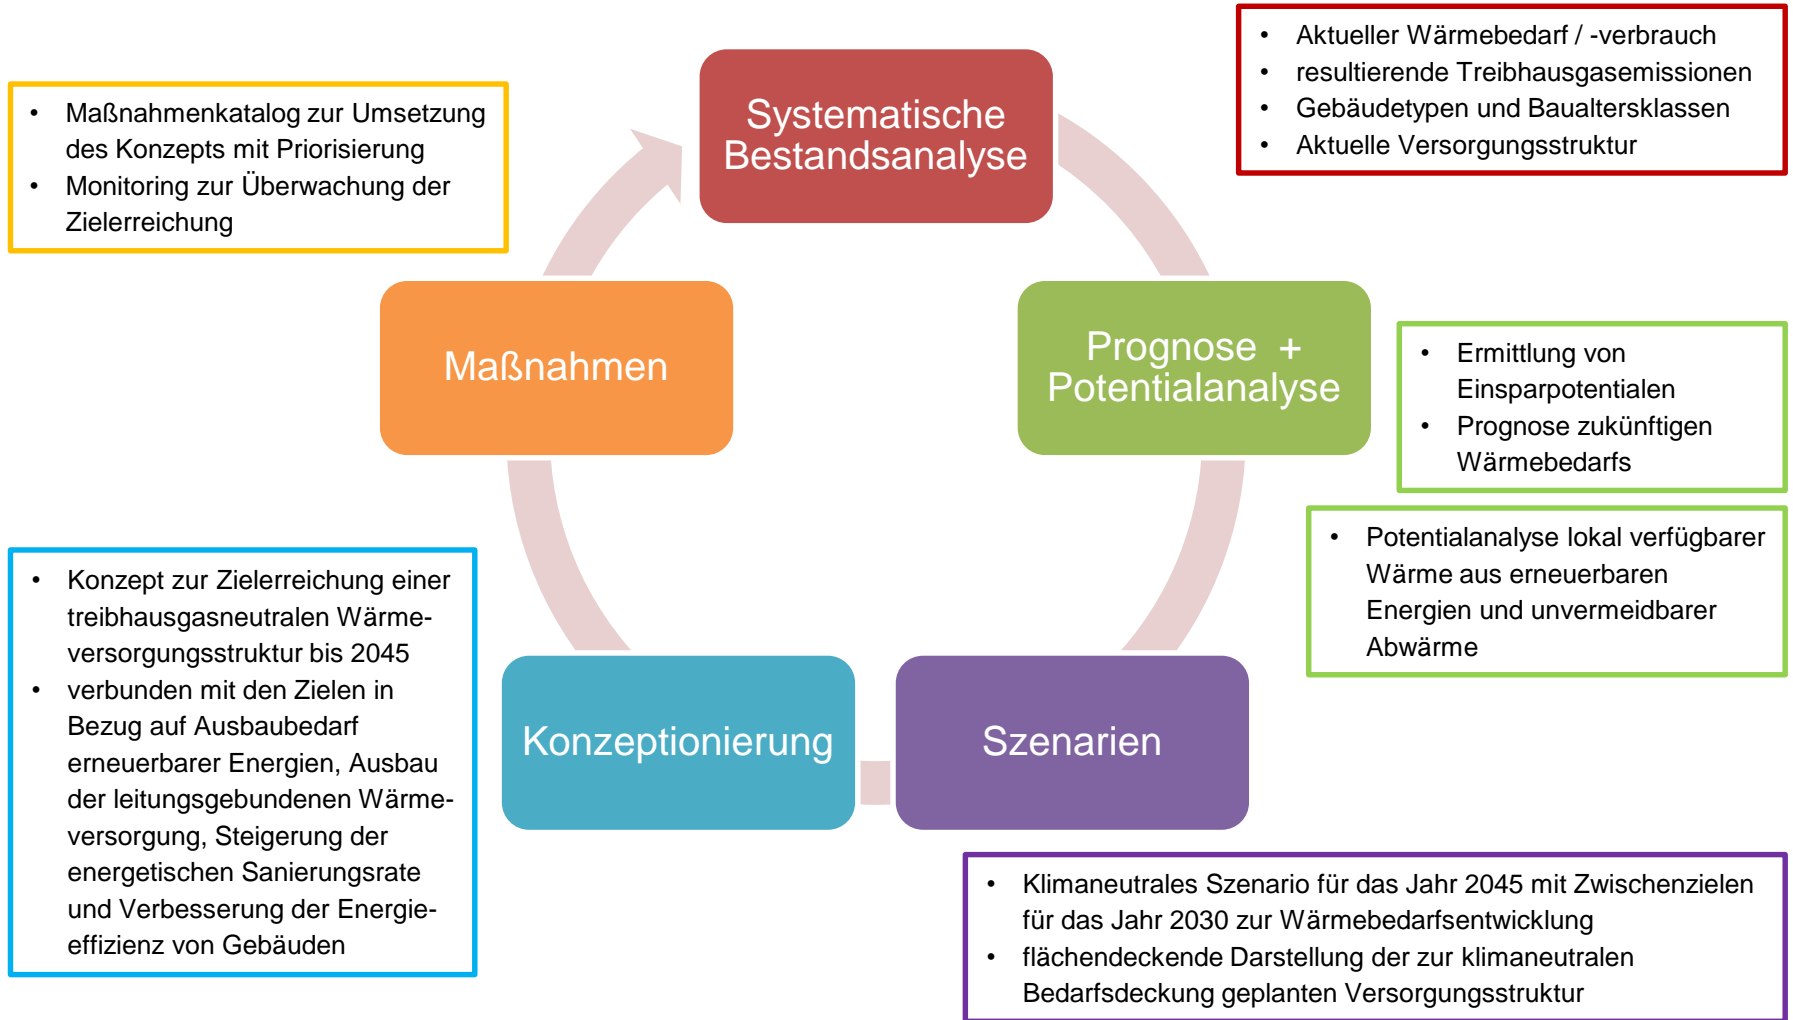 Systematische
Bestandsanalyse
• Aktueller Wärmebedarf / -verbrauch
• resultierende Treibhausgasemissionen
• Gebäudetypen und Baualtersklassen
• Aktuelle Versorgungsstruktur
Prognose +
Potentialanalyse
• Ermittlung von
Einsparpotentialen
• Prognose zukünftigen
Wärmebedarfs
• Potentialanalyse lokal verfügbarer
Wärme aus erneuerbaren
Energien und unvermeidbarer
Abwärme
Szenarien
• Klimaneutrales Szenario für das Jahr 2045 mit Zwischenzielen
für das Jahr 2030 zur Wärmebedarfsentwicklung
• flächendeckende Darstellung der zur klimaneutralen
Bedarfsdeckung geplanten Versorgungsstruktur
Konzeptionierung
• Konzept zur Zielerreichung einer
treibhausgasneutralen Wärme-
versorgungsstruktur bis 2045
• verbunden mit den Zielen in
Bezug auf Ausbaubedarf
erneuerbarer Energien, Ausbau
der leitungsgebundenen Wärme-
versorgung, Steigerung der
energetischen Sanierungsrate
und Verbesserung der Energie-
effizienz von Gebäuden
Maßnahmen
• Maßnahmenkatalog zur Umsetzung
des Konzepts mit Priorisierung
• Monitoring zur Überwachung der
Zielerreichung